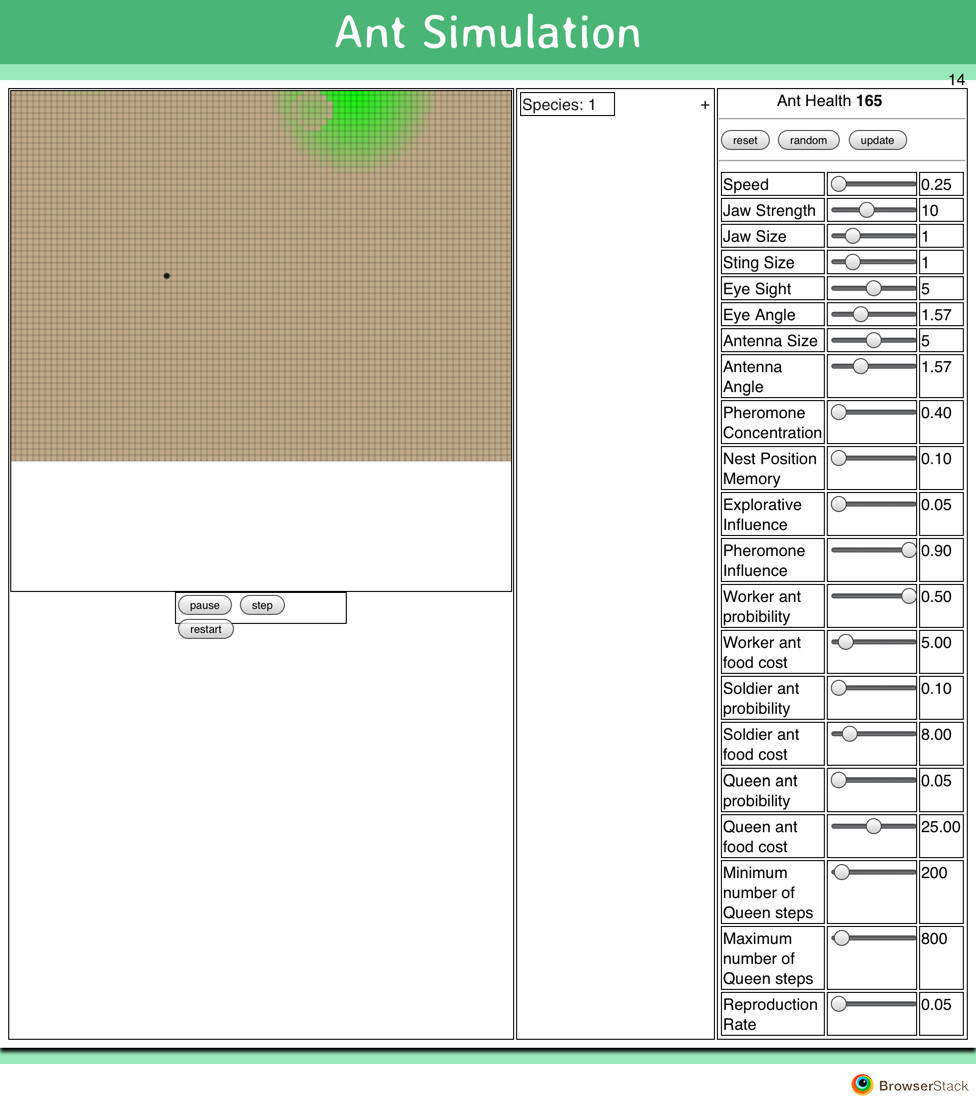 Ant Simulation
14
Species: 1 +
Ant Health 165
reset random update
Speed 0.25
Jaw Strength 10
Jaw Size 1
Sting Size 1
Eye Sight 5
Eye Angle 1.57
Antenna Size 5
Antenna 1.57
Angle
Pheromone 0.40
Concentration
Nest Position 0.10
Memory
Explorative 0.05
Influence
Pheromone 0.90
Influence
Worker ant 0.50
probibility
Worker ant 5.00
food cost
Soldier ant 0.10
probibility
Soldier ant 8.00
food cost
Queen ant 0.05
probibility
Queen ant 25.00
food cost
Minimum 200
number of
Queen steps
Maximum 800
number of
Queen steps
Reproduction 0.05
Rate
pause step
restart
BrowserStack